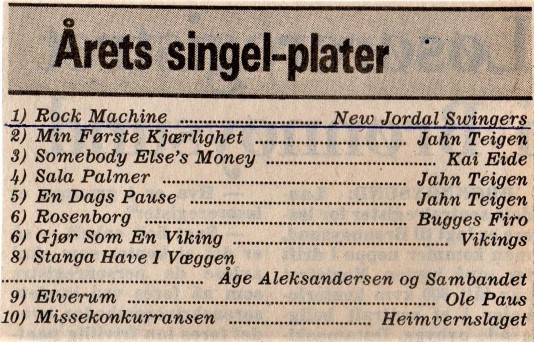 Årets singel-plater
1) Rock Machine .......................... New Jordal Swingers
2) Min Første Kjærlighet ........................ Jahn Teigen
3) Somebody Else's Money ........................ Kai Eide
4) Sala Palmer .......................................... Jahn Teigen
5) En Dags Pause ..................................... Jahn Teigen
6) Rosenborg ............................................ Bugges Firo
6) Gjør Som En Viking .................................. Vikings
8) Stanga Have I Væggen
.............................. Åge Aleksandersen og Sambandet
9) Elverum .................................................. Ole Paus
10) Missekonkurransen ...................... Heimvernslaget